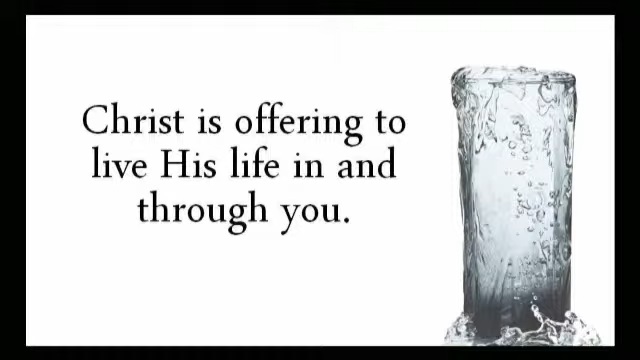 Christ is offering to
live His life in and
through you.